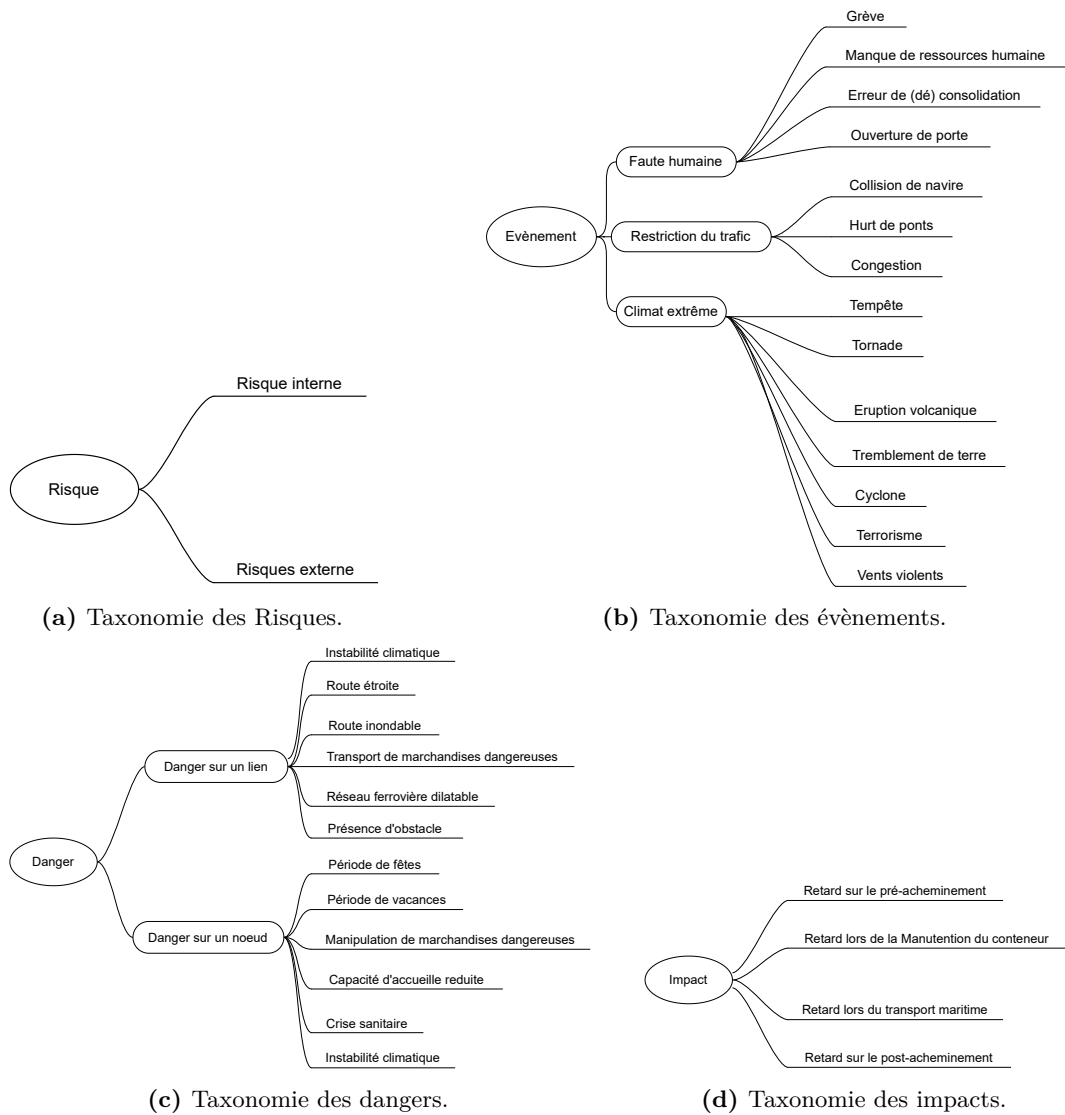 Risque
Risque interne
Risques externe
(a) Taxonomie des Risques.
Evènement
Faute humaine
Grève
Manque de ressources humaine
Erreur de (dé) consolidation
Ouverture de porte
Restriction du trafic
Collision de navire
Hurt de ponts
Congestion
Climat extrême
Tempête
Tornade
Eruption volcanique
Tremblement de terre
Cyclone
Terrorisme
Vents violents
(b) Taxonomie des évènements.
Danger
Danger sur un lien
Instabilité climatique
Route étroite
Route inondable
Transport de marchandises dangereuses
Réseau ferrovière dilatable
Présence d'obstacle
Danger sur un noeud
Période de fêtes
Période de vacances
Manipulation de marchandises dangereuses
Capacité d'accueille reduite
Crise sanitaire
Instabilité climatique
(c) Taxonomie des dangers.
Impact
Retard sur le pré-acheminement
Retard lors de la Manutention du conteneur
Retard lors du transport maritime
Retard sur le post-acheminement
(d) Taxonomie des impacts.